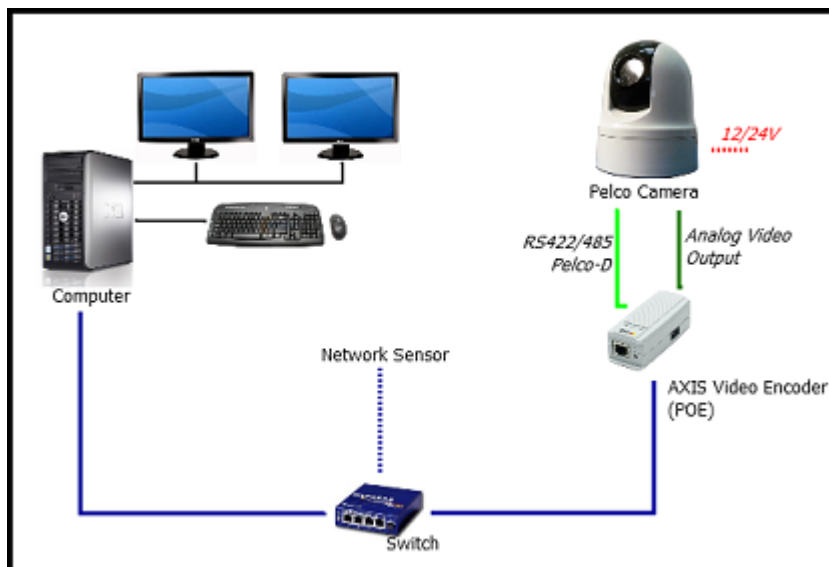 12/24V
Pelco Camera
RS422/485
Pelco-D
Analog Video
Output
Computer
Network Sensor
AXIS Video Encoder
(POE)
Switch